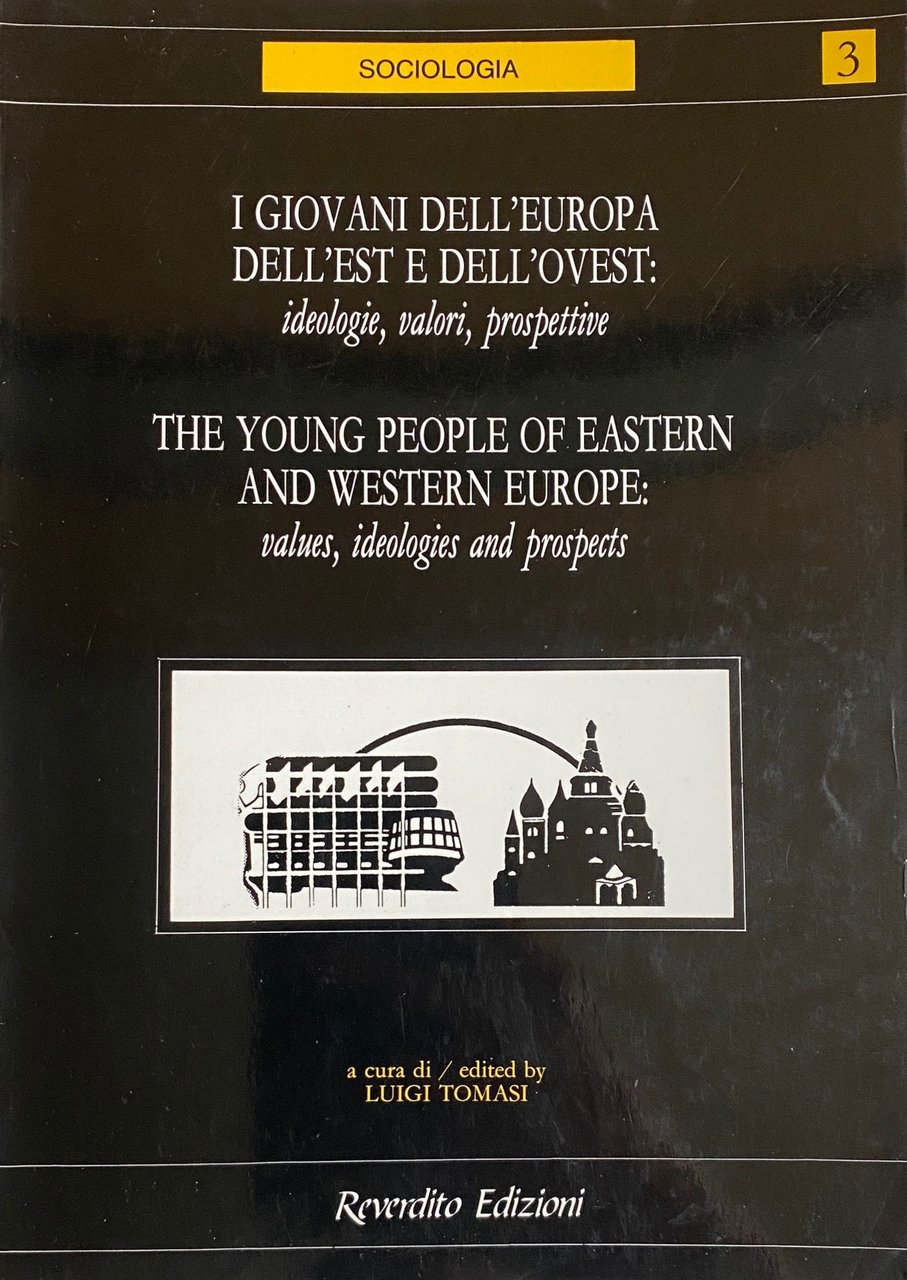 SOCIOLOGIA
3
I GIOVANI DELL'EUROPA
DELL'EST E DELL'OVEST:
ideologie, valori, prospettive
THE YOUNG PEOPLE OF EASTERN
AND WESTERN EUROPE:
values, ideologies and prospects
a cura di / edited by
LUIGI TOMASI
Reverdito Edizioni